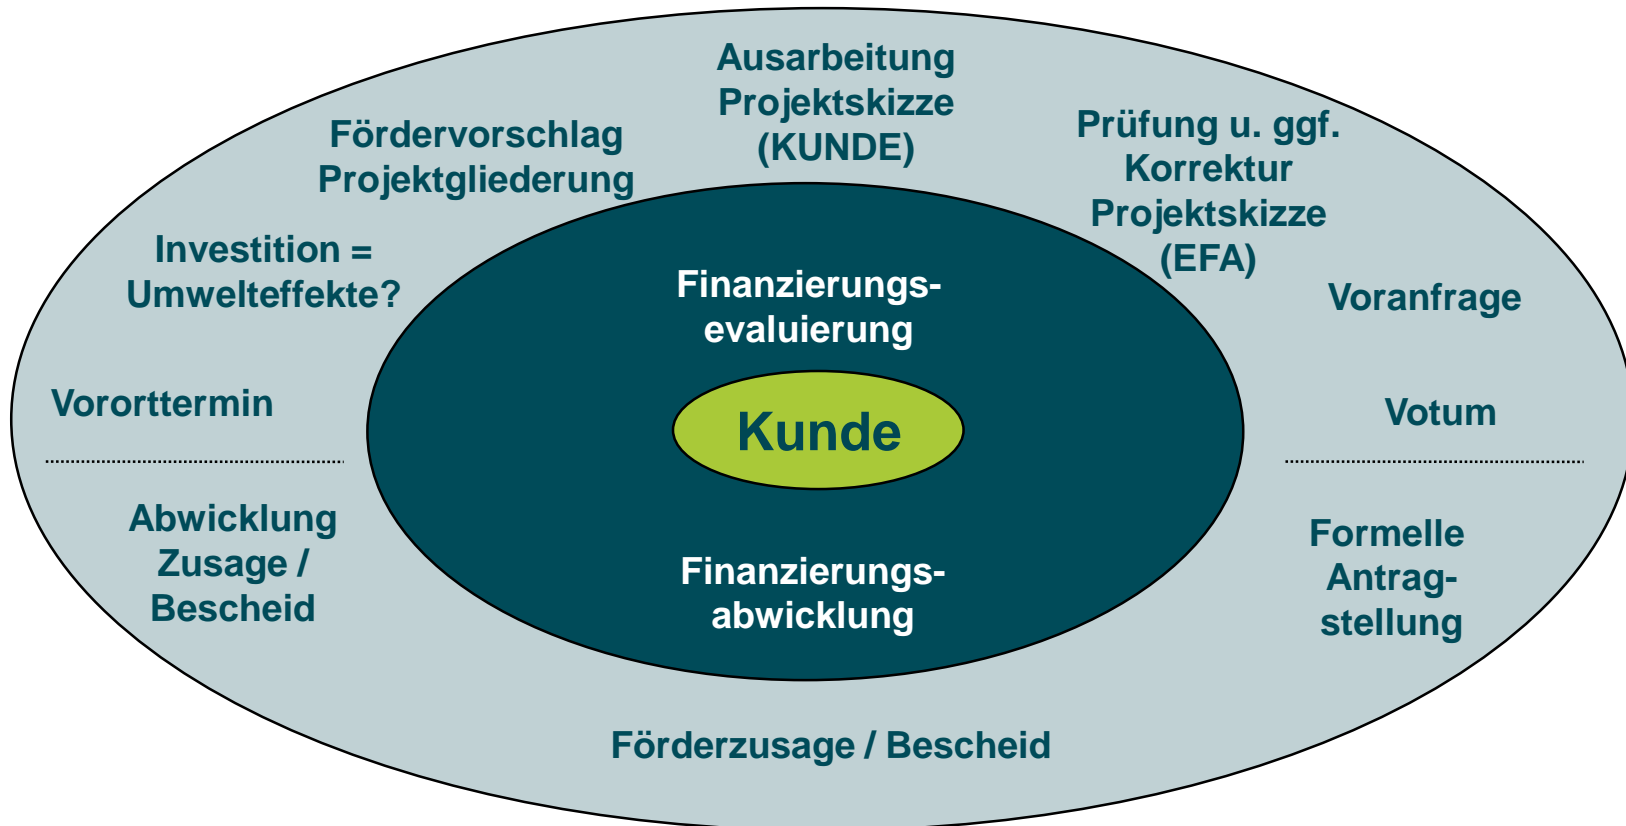 Ausarbeitung
Projektskizze
(KUNDE)
Fördervorschlag
Projektgliederung
Prüfung u. ggf.
Korrektur
Projektskizze
(EFA)
Investition =
Umwelteffekte?
Voranfrage
Finanzierungs-
evaluierung
Vororttermin
Kunde
Votum
Abwicklung
Zusage /
Bescheid
Finanzierungs-
abwicklung
Formelle
Antrag-
stellung
Förderzusage / Bescheid